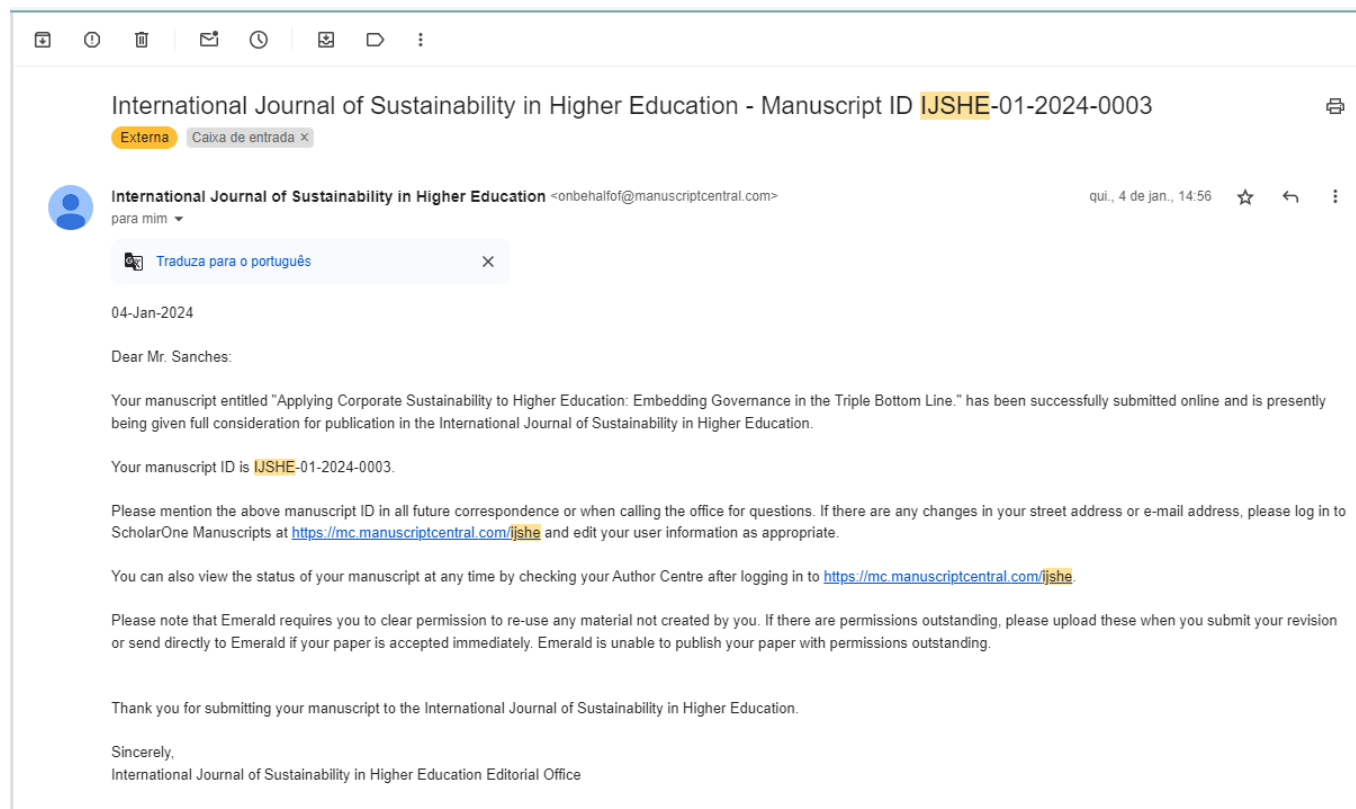 International Journal of Sustainability in Higher Education - Manuscript ID IJSHE-01-2024-0003
Externa Caixa de entrada ×
International Journal of Sustainability in Higher Education <onbehalfof@manuscriptcentral.com> qui., 4 de jan., 14:56
para mim
Traduza para o português
04-Jan-2024
Dear Mr. Sanches:
Your manuscript entitled "Applying Corporate Sustainability to Higher Education: Embedding Governance in the Triple Bottom Line." has been successfully submitted online and is presently
being given full consideration for publication in the International Journal of Sustainability in Higher Education.
Your manuscript ID is IJSHE-01-2024-0003.
Please mention the above manuscript ID in all future correspondence or when calling the office for questions. If there are any changes in your street address or e-mail address, please log in to
ScholarOne Manuscripts at https://mc.manuscriptcentral.com/ijshe and edit your user information as appropriate.
You can also view the status of your manuscript at any time by checking your Author Centre after logging in to https://mc.manuscriptcentral.com/ijshe.
Please note that Emerald requires you to clear permission to re-use any material not created by you. If there are permissions outstanding, please upload these when you submit your revision
or send directly to Emerald if your paper is accepted immediately. Emerald is unable to publish your paper with permissions outstanding.
Thank you for submitting your manuscript to the International Journal of Sustainability in Higher Education.
Sincerely,
International Journal of Sustainability in Higher Education Editorial Office